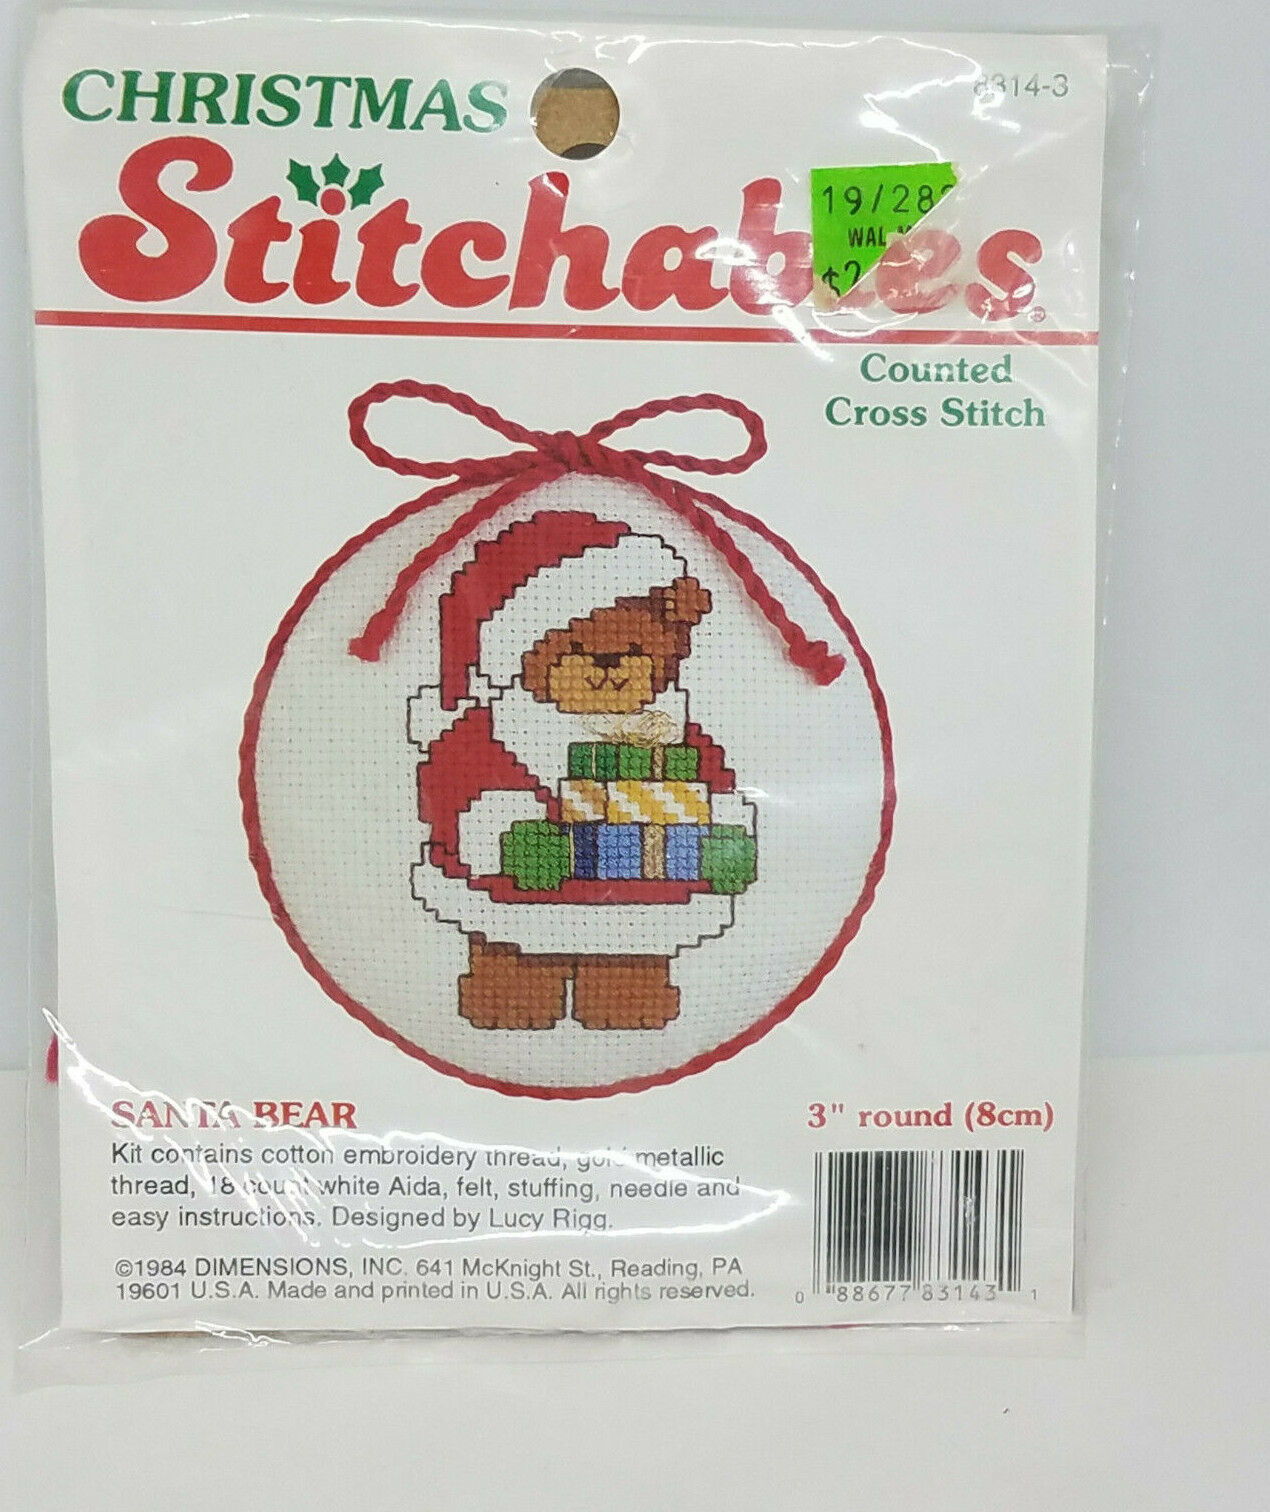 CHRISTMAS
8314-3
Stitchables®
19/28
WAL
$2
Counted
Cross Stitch
SANTA BEAR
3" round (8cm)
Kit contains cotton embroidery thread, gold metallic
thread, 18 count white Aida, felt, stuffing, needle and
easy instructions. Designed by Lucy Rigg.
©1984 DIMENSIONS, INC. 641 McKnight St., Reading, PA
19601 U.S.A. Made and printed in U.S.A. All rights reserved.
0 88677 83143 1